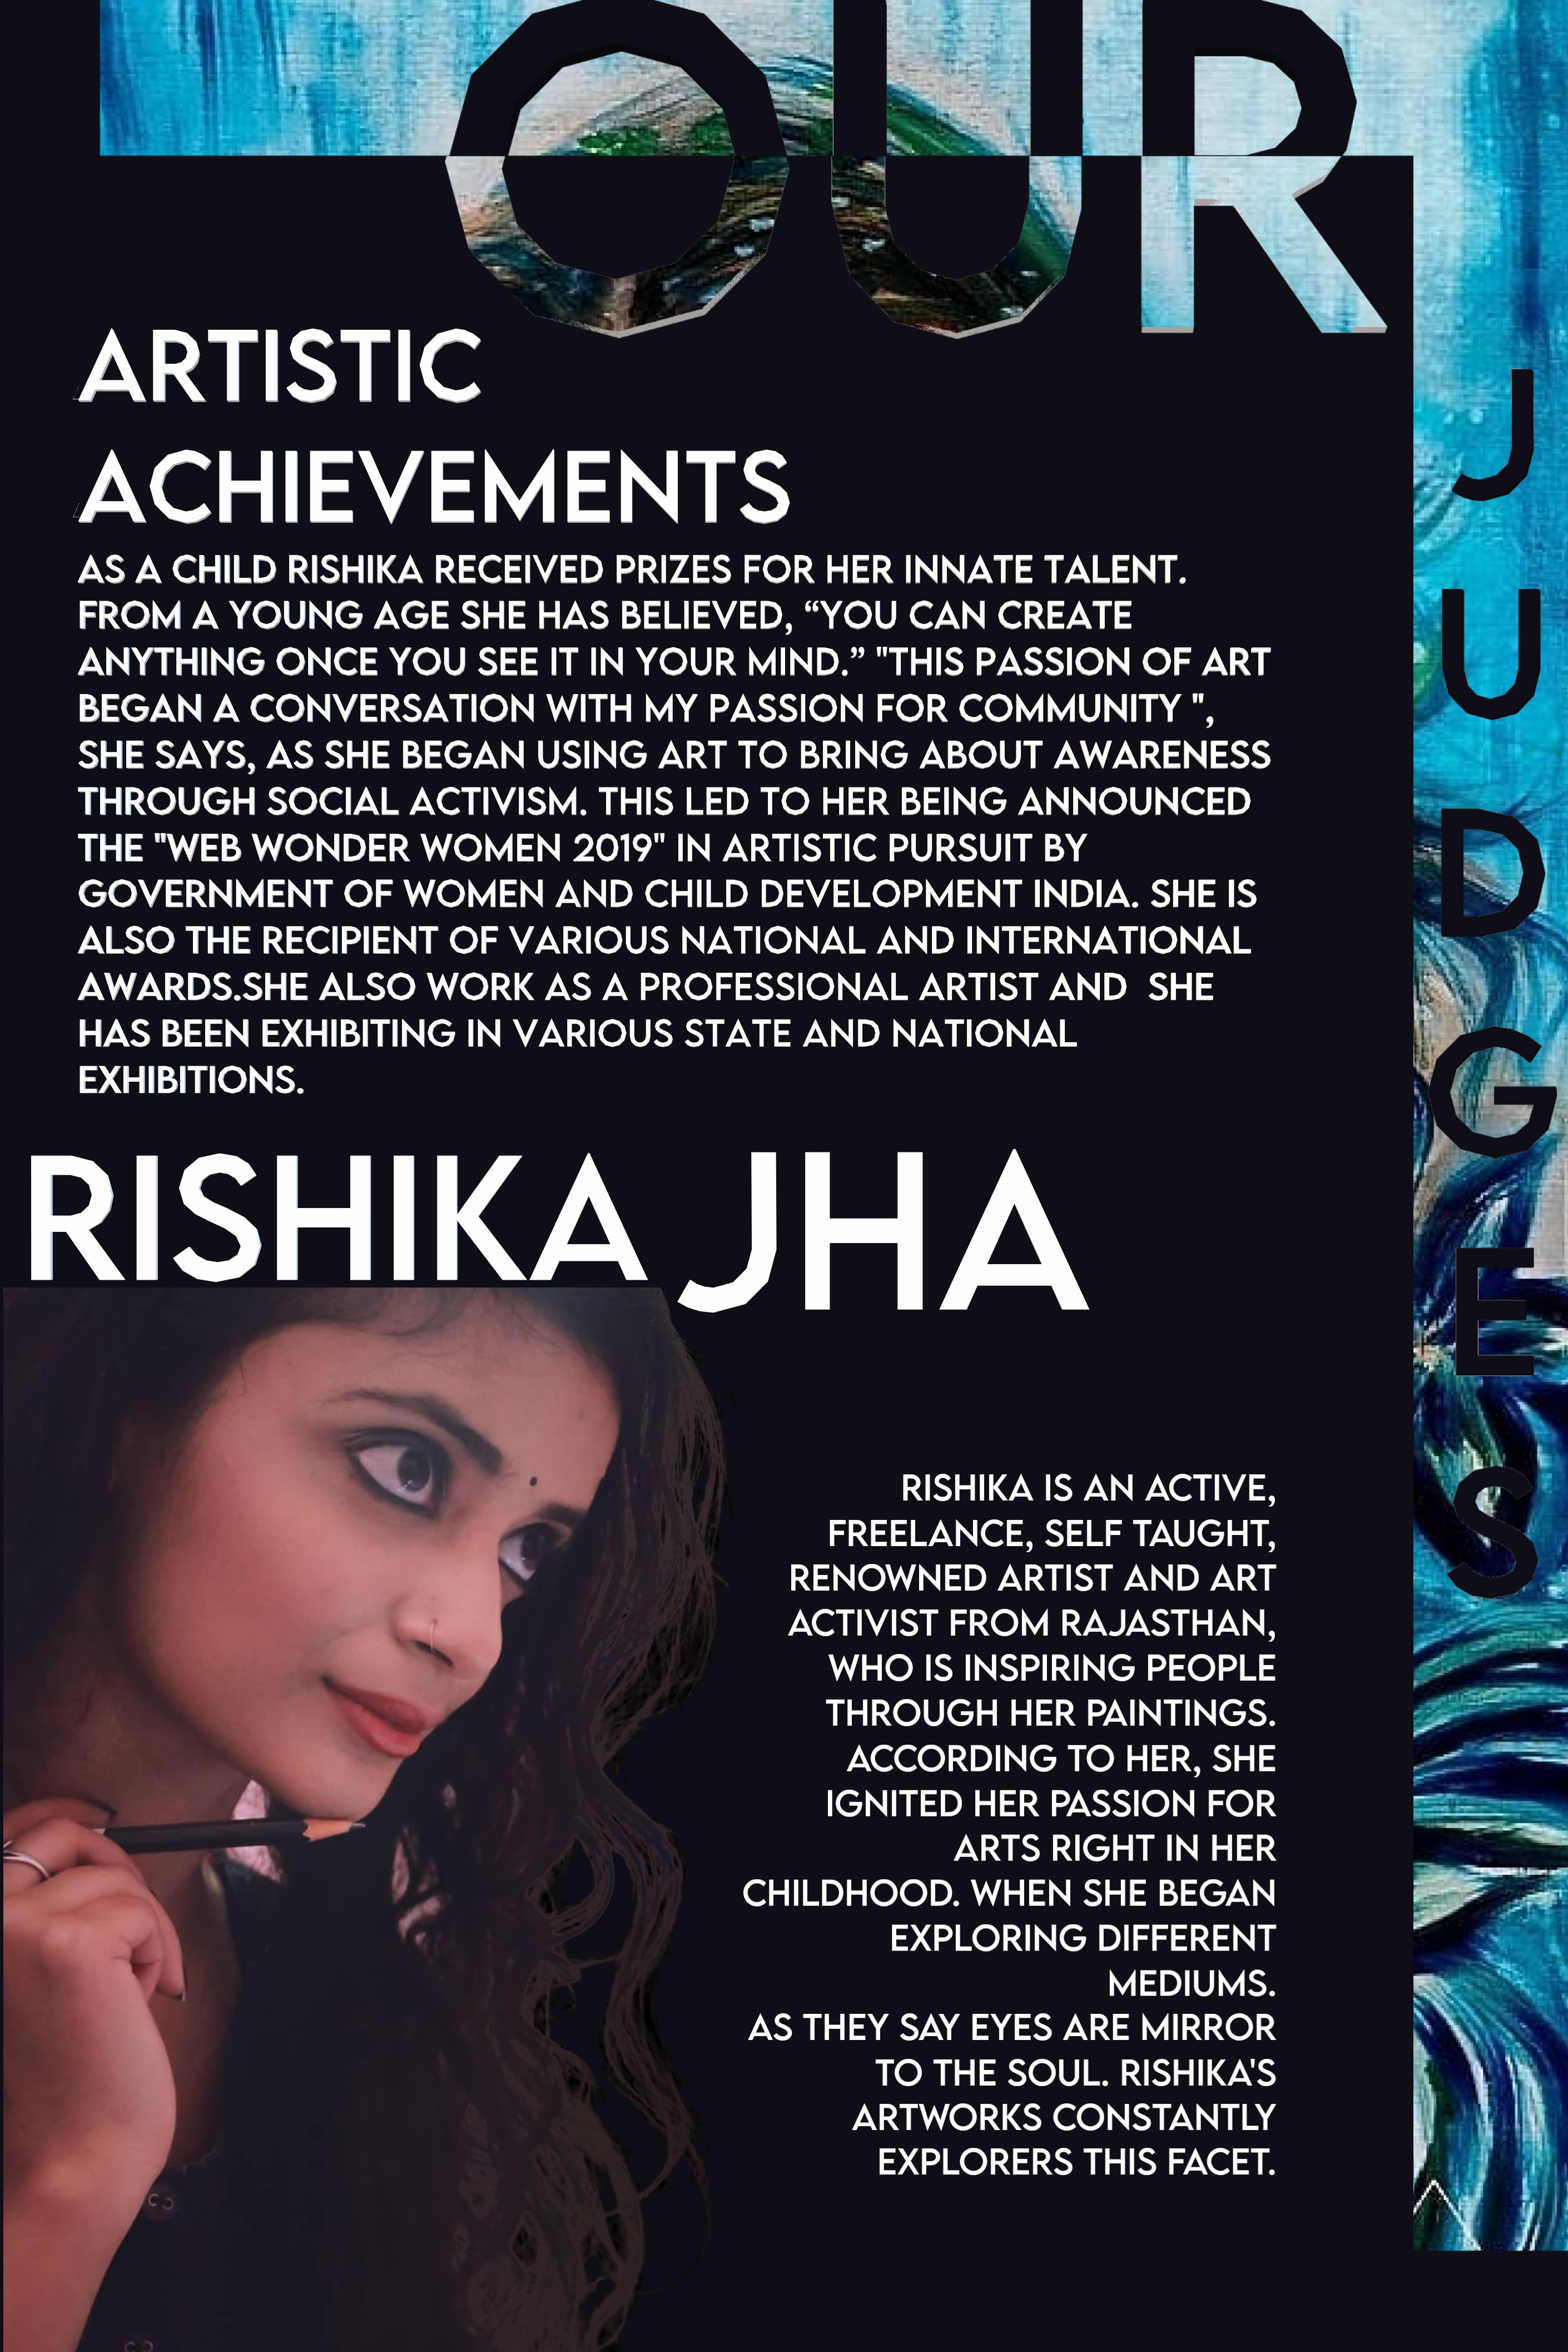 OUR
JUDGES
ARTISTIC
ACHIEVEMENTS
AS A CHILD RISHIKA RECEIVED PRIZES FOR HER INNATE TALENT.
FROM A YOUNG AGE SHE HAS BELIEVED, “YOU CAN CREATE
ANYTHING ONCE YOU SEE IT IN YOUR MIND.” "THIS PASSION OF ART
BEGAN A CONVERSATION WITH MY PASSION FOR COMMUNITY ",
SHE SAYS, AS SHE BEGAN USING ART TO BRING ABOUT AWARENESS
THROUGH SOCIAL ACTIVISM. THIS LED TO HER BEING ANNOUNCED
THE "WEB WONDER WOMEN 2019" IN ARTISTIC PURSUIT BY
GOVERNMENT OF WOMEN AND CHILD DEVELOPMENT INDIA. SHE IS
ALSO THE RECIPIENT OF VARIOUS NATIONAL AND INTERNATIONAL
AWARDS.SHE ALSO WORK AS A PROFESSIONAL ARTIST AND  SHE
HAS BEEN EXHIBITING IN VARIOUS STATE AND NATIONAL
EXHIBITIONS.
RISHIKA JHA
RISHIKA IS AN ACTIVE,
FREELANCE, SELF TAUGHT,
RENOWNED ARTIST AND ART
ACTIVIST FROM RAJASTHAN,
WHO IS INSPIRING PEOPLE
THROUGH HER PAINTINGS.
ACCORDING TO HER, SHE
IGNITED HER PASSION FOR
ARTS RIGHT IN HER
CHILDHOOD. WHEN SHE BEGAN
EXPLORING DIFFERENT
MEDIUMS.
AS THEY SAY EYES ARE MIRROR
TO THE SOUL. RISHIKA'S
ARTWORKS CONSTANTLY
EXPLORERS THIS FACET.